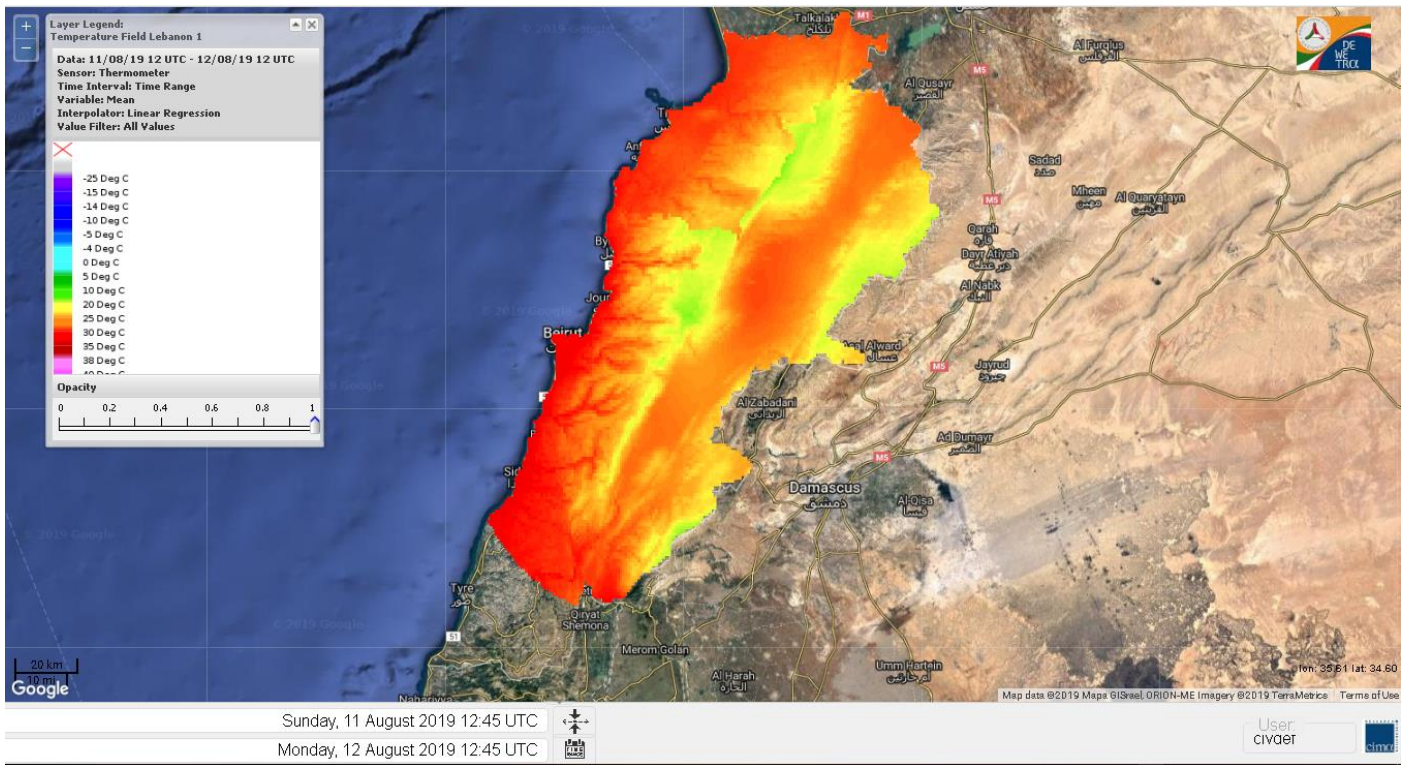 +
−
Layer Legend:
Temperature Field Lebanon 1
Data: 11/08/19 12 UTC - 12/08/19 12 UTC
Sensor: Thermometer
Time Interval: Time Range
Variable: Mean
Interpolator: Linear Regression
Value Filter: All Values
-25 Deg C
-15 Deg C
-14 Deg C
-10 Deg C
-5 Deg C
-4 Deg C
0 Deg C
5 Deg C
10 Deg C
20 Deg C
25 Deg C
30 Deg C
35 Deg C
38 Deg C
Opacity
0 0.2 0.4 0.6 0.8 1
Talkalakh
M1
DEWETRA
Al Furqlus
الفرقلس
M5
Al Qusayr
القصير
Sadad
صدد
Mheen
مهين
Al Quaryatayn
القريتين
M5
Qarah
قارة
Dayr Atiyah
دير عطية
Al Nabk
النبك
Beirut
Alward
عسال
M5
Jayrud
جيرود
Al Zabadani
الزبداني
Ad Dumayr
الضمير
M5
Damascus
دمشق
Tyre
صور
51
Qiryat
Shemona
Merom Golan
Al Harah
الحارة
Umm Hartein
أم حارتين
Nahariyya
© 2019 Google
20 km
10 mi
Google
lon: 35.61 lat: 34.60
Map data ©2019 Mapa GISrael, ORION-ME Imagery ©2019 TerraMetrics
Terms of Use
Sunday, 11 August 2019 12:45 UTC
Monday, 12 August 2019 12:45 UTC
User:
cima